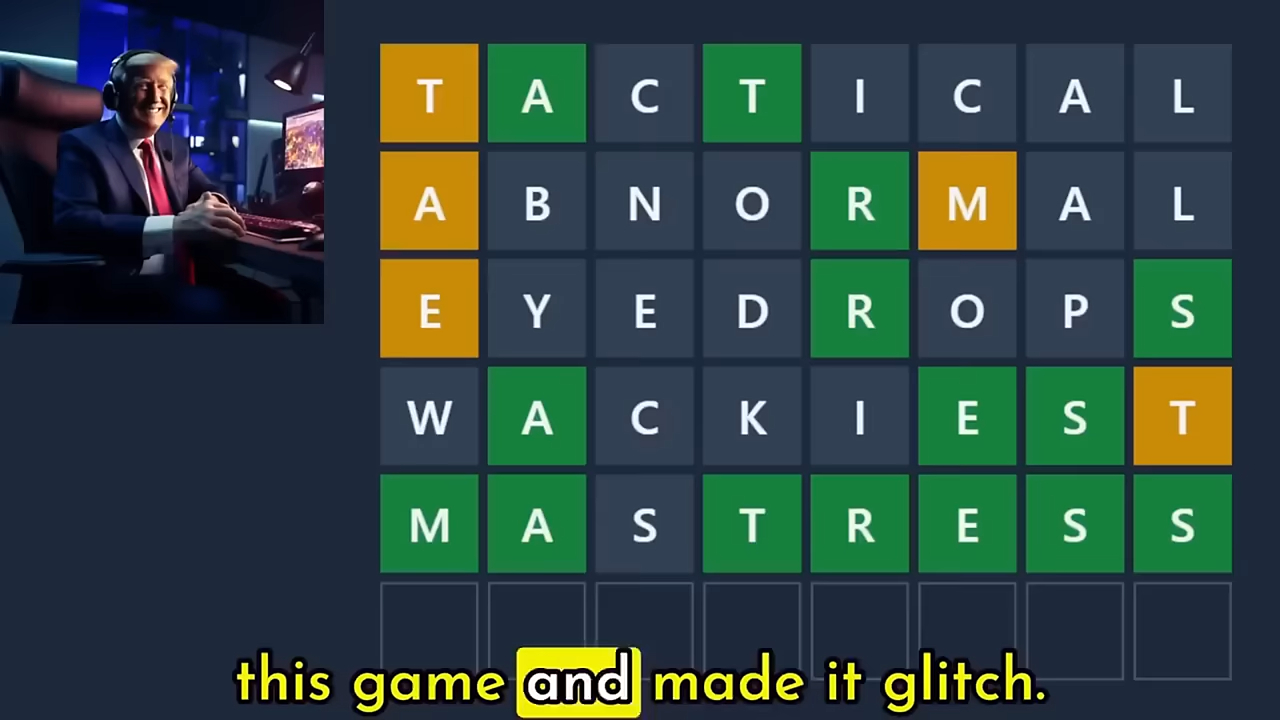 TACTICAL
ABNORMAL
EYEDROPS
WACKIEST
MASTRESS
this game and made it glitch.